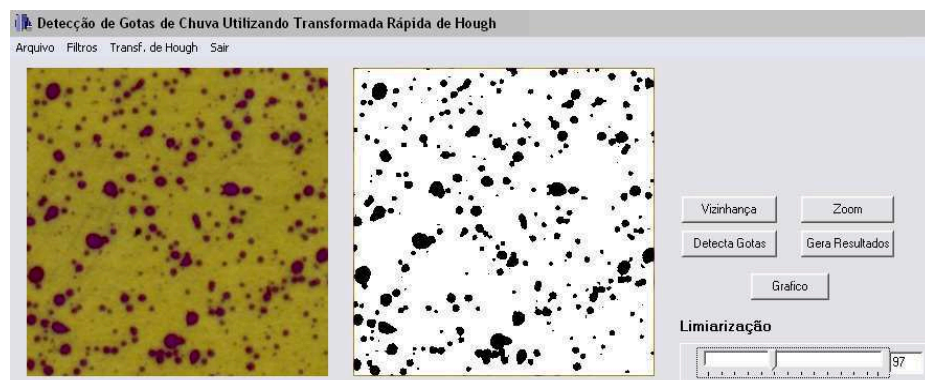 Detecção de Gotas de Chuva Utilizando Transformada Rápida de Hough
Arquivo Filtros Transf. de Hough Sair
Vizinhança Zoom
Detecta Gotas Gera Resultados
Grafico
Limiarização
97